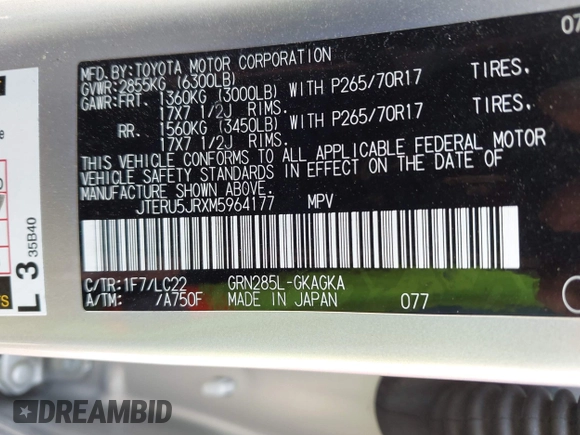 MFD.BY:TOYOTA MOTOR CORPORATION
GVWR:2855KG (6300LB)
GAWR:FRT. 1360KG (3000LB) WITH P265/70R17 TIRES,
17X7 1/2J RIMS.
RR. 1560KG (3450LB) WITH P265/70R17 TIRES,
17X7 1/2J RIMS.
THIS VEHICLE CONFORMS TO ALL APPLICABLE FEDERAL MOTOR
VEHICLE SAFETY STANDARDS IN EFFECT ON THE DATE OF
MANUFACTURE SHOWN ABOVE.
JTERU5JRXM5964177 MPV
C/TR:1F7/LC22 GRN285L-GKAGKA
A/TM: /A750F MADE IN JAPAN 077
07
L3
35B40
DREAMBID